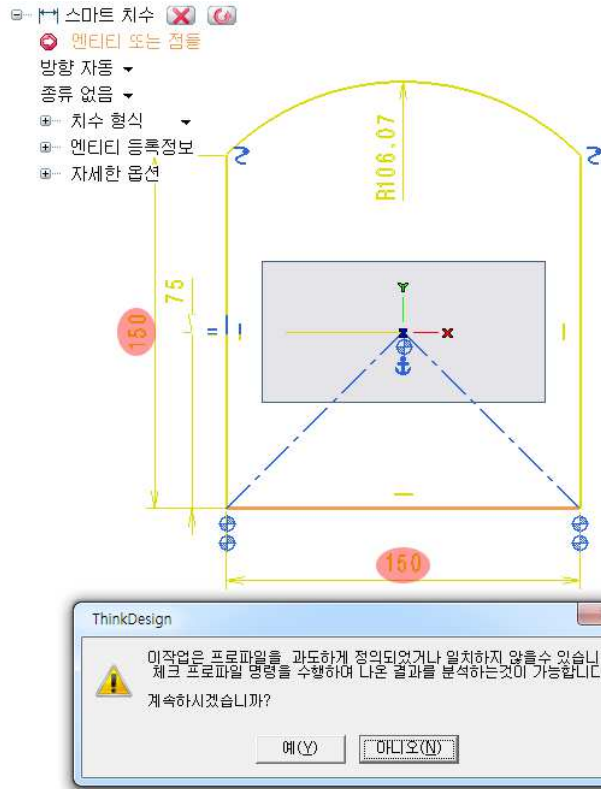 스마트 치수
엔티티 또는 점들
방향 자동
종류 없음
치수 형식
엔티티 등록정보
자세한 옵션
R106.07
75
150
Y
X
150
ThinkDesign
이작업은 프로파일을 과도하게 정의되었거나 일치하지 않을수 있습니
체크 프로파일 명령을 수행하여 나온 결과를 분석하는것이 가능합니다
계속하시겠습니까?
예(Y)
아니오(N)